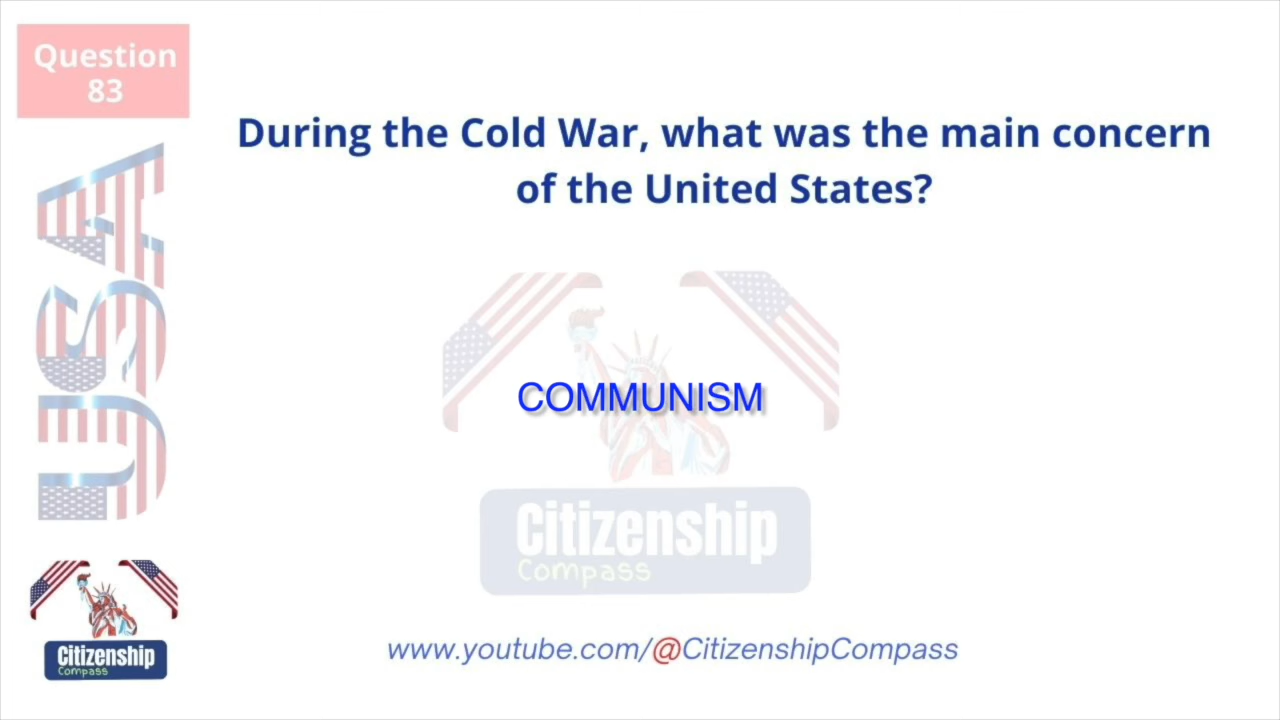 Question
83
During the Cold War, what was the main concern
of the United States?
USA
COMMUNISM
Citizenship
Compass
Citizenship
Compass
www.youtube.com/@CitizenshipCompass